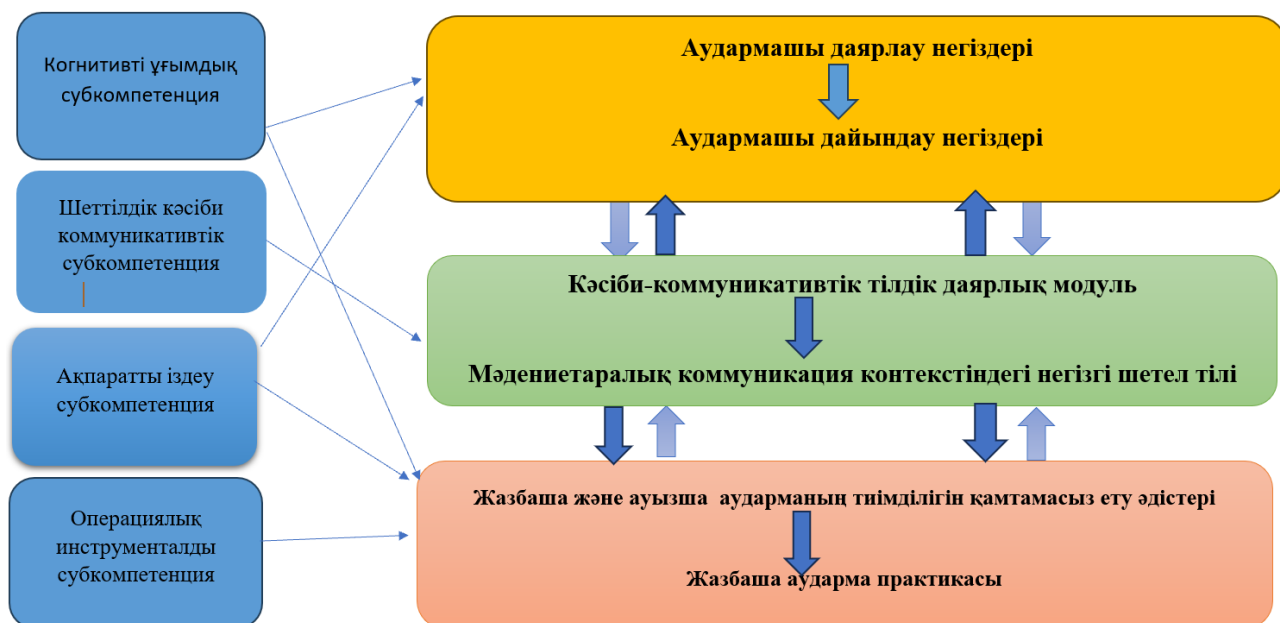 Когнитивті ұғымдық
субкомпетенция
Шеттілдік кәсіби
коммуникативтік
субкомпетенция
Ақпаратты іздеу
субкомпетенция
Операциялық
инструменталды
субкомпетенция
Аудармашы даярлау негіздері
Аудармашы дайындау негіздері
Кәсіби-коммуникативтік тілдік даярлық модуль
Мәдениетаралық коммуникация контекстіндегі негізгі шетел тілі
Жазбаша және ауызша аударманың тиімділігін қамтамасыз ету әдістері
Жазбаша аударма практикасы